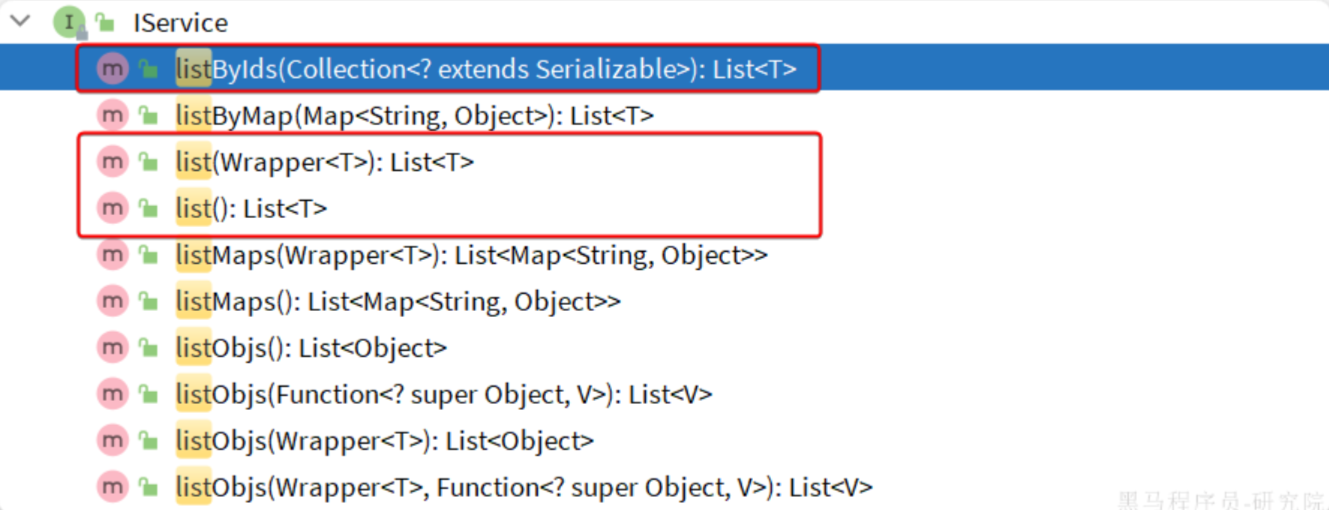 IService
listByIds(Collection<? extends Serializable>): List<T>
listByMap(Map<String, Object>): List<T>
list(Wrapper<T>): List<T>
list(): List<T>
listMaps(Wrapper<T>): List<Map<String, Object>>
listMaps(): List<Map<String, Object>>
listObjs(): List<Object>
listObjs(Function<? super Object, V>): List<V>
listObjs(Wrapper<T>): List<Object>
listObjs(Wrapper<T>, Function<? super Object, V>): List<V>
黑马程序员-研究院